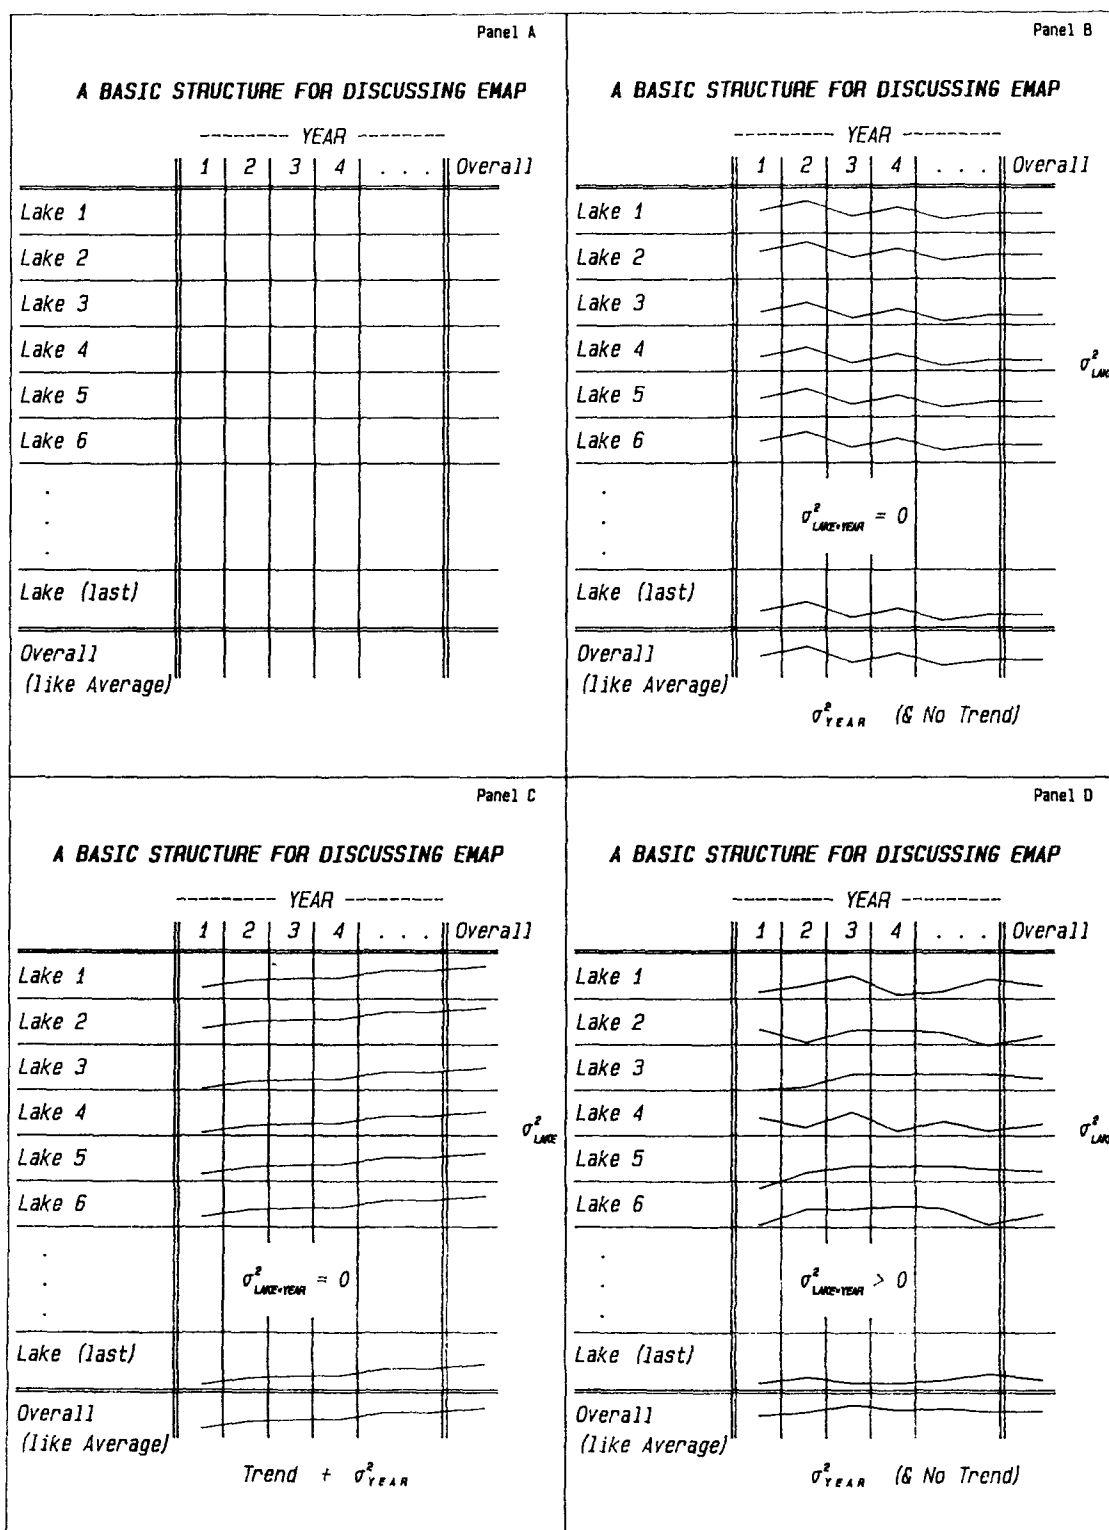 Panel A
A BASIC STRUCTURE FOR DISCUSSING EMAP
-------- YEAR --------
1 2 3 4 . . . Overall
Lake 1
Lake 2
Lake 3
Lake 4
Lake 5
Lake 6
.
.
.
Lake (last)
Overall
(like Average)
Panel B
A BASIC STRUCTURE FOR DISCUSSING EMAP
--------- YEAR ---------
1 2 3 4 . . . Overall
Lake 1
Lake 2
Lake 3
Lake 4
σ²LAKE
Lake 5
Lake 6
.
.
.
σ²LAKE*YEAR = 0
Lake (last)
Overall
(like Average)
σ²YEAR (& No Trend)
Panel C
A BASIC STRUCTURE FOR DISCUSSING EMAP
--------- YEAR ---------
1 2 3 4 . . . Overall
Lake 1
Lake 2
Lake 3
Lake 4
σ²LAKE
Lake 5
Lake 6
.
.
.
σ²LAKE*YEAR = 0
Lake (last)
Overall
(like Average)
Trend + σ²YEAR
Panel D
A BASIC STRUCTURE FOR DISCUSSING EMAP
--------- YEAR ---------
1 2 3 4 . . . Overall
Lake 1
Lake 2
Lake 3
Lake 4
σ²LAKE
Lake 5
Lake 6
.
.
.
σ²LAKE*YEAR > 0
Lake (last)
Overall
(like Average)
σ²YEAR (& No Trend)